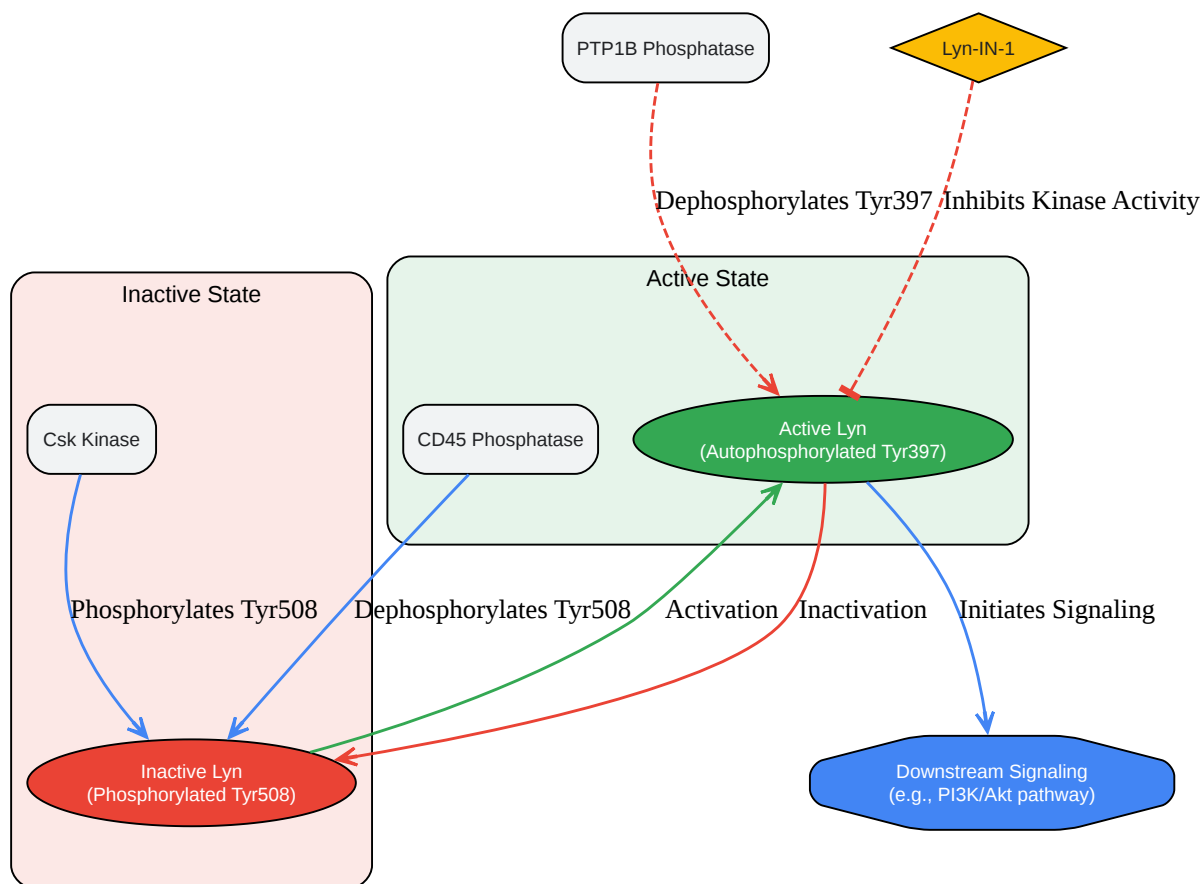 PTP1B Phosphatase
Lyn-IN-1
Dephosphorylates Tyr397
Inhibits Kinase Activity
Inactive State
Active State
Csk Kinase
CD45 Phosphatase
Active Lyn
(Autophosphorylated Tyr397)
Phosphorylates Tyr508
Dephosphorylates Tyr508
Activation
Inactivation
Initiates Signaling
Inactive Lyn
(Phosphorylated Tyr508)
Downstream Signaling
(e.g., PI3K/Akt pathway)